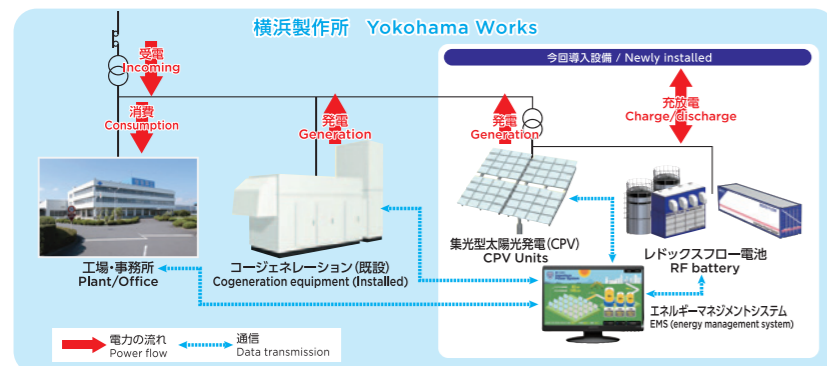 横浜製作所 Yokohama Works
今回導入設備 / Newly installed
受電
Incoming
消費
Consumption
発電
Generation
発電
Generation
充放電
Charge/discharge
工場・事務所
Plant/Office
コージェネレーション(既設)
Cogeneration equipment (Installed)
集光型太陽光発電(CPV)
CPV Units
レドックスフロー電池
RF battery
エネルギーマネジメントシステム
EMS (energy management system)
電力の流れ
Power flow
通信
Data transmission